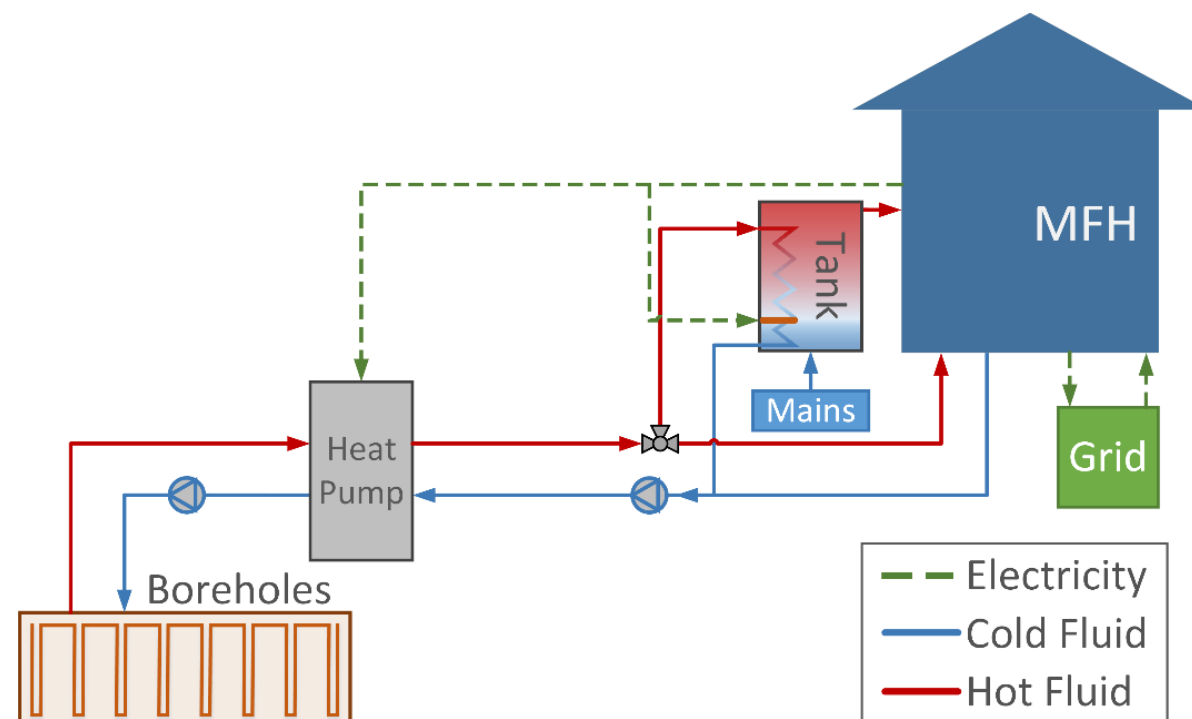 MFH
Tank
Mains
Grid
Heat
Pump
Boreholes
Electricity
Cold Fluid
Hot Fluid